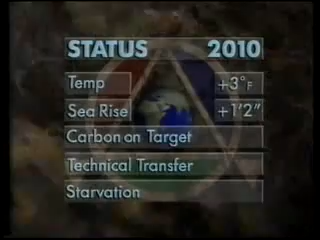 STATUS 2010
Temp +3°F
Sea Rise +1'2"
Carbon on Target
Technical Transfer
Starvation